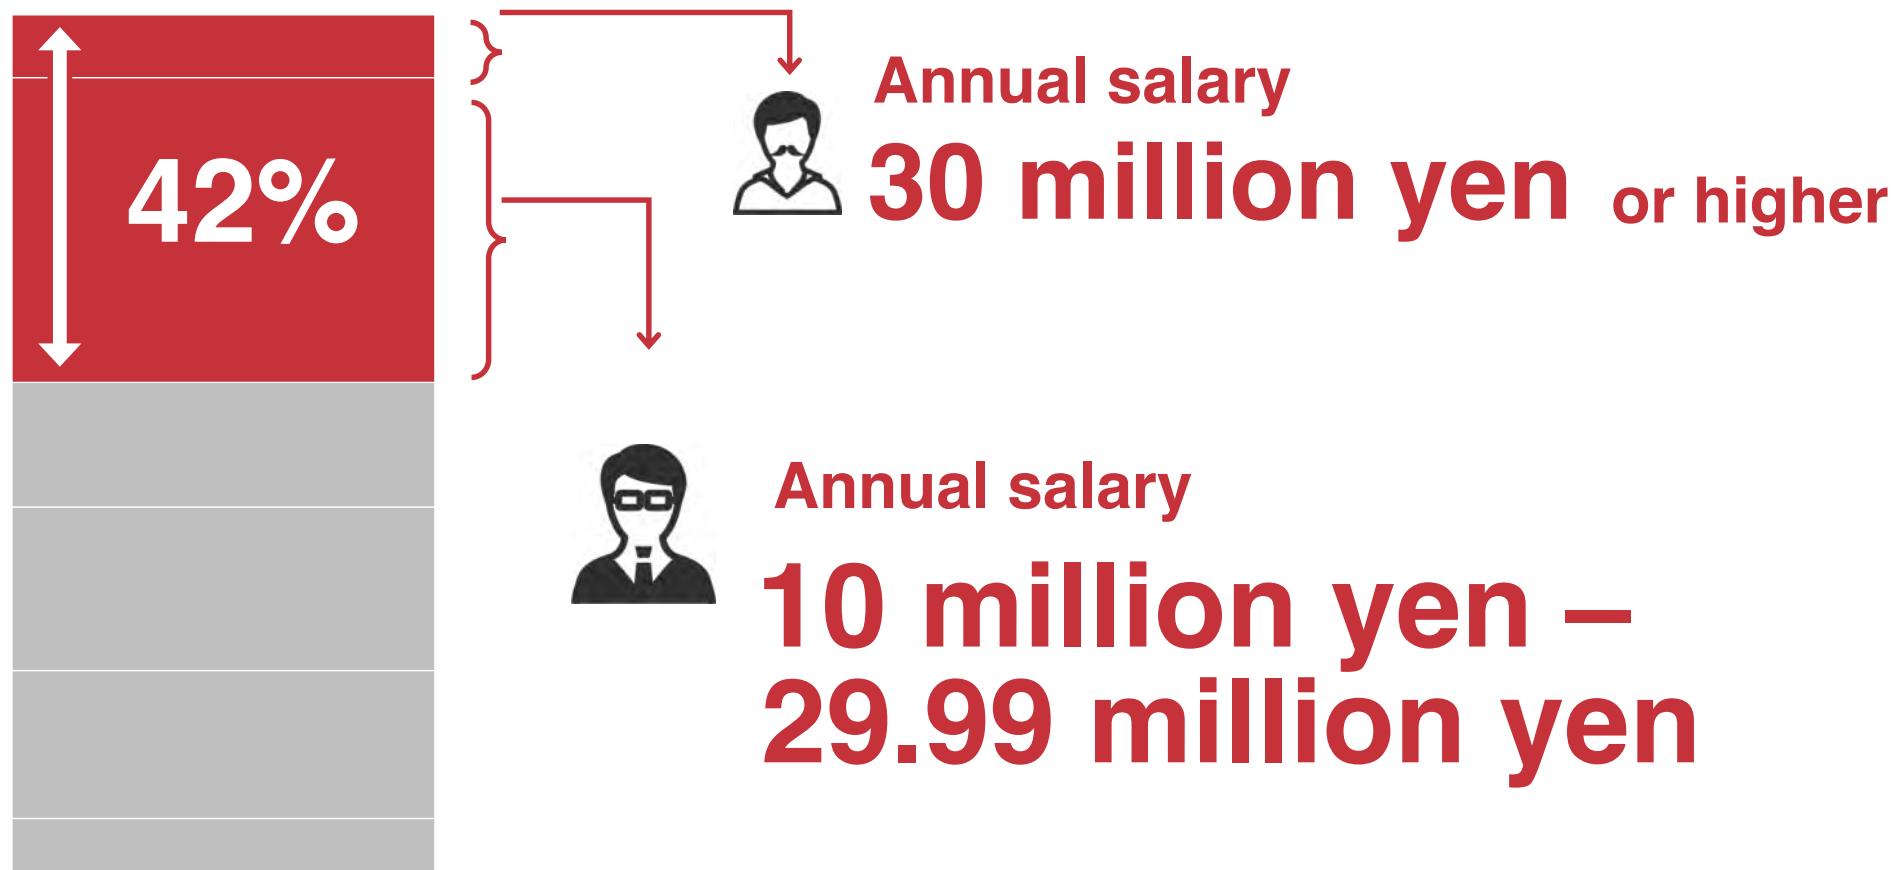 42%
Annual salary
30 million yen or higher
Annual salary
10 million yen –
29.99 million yen